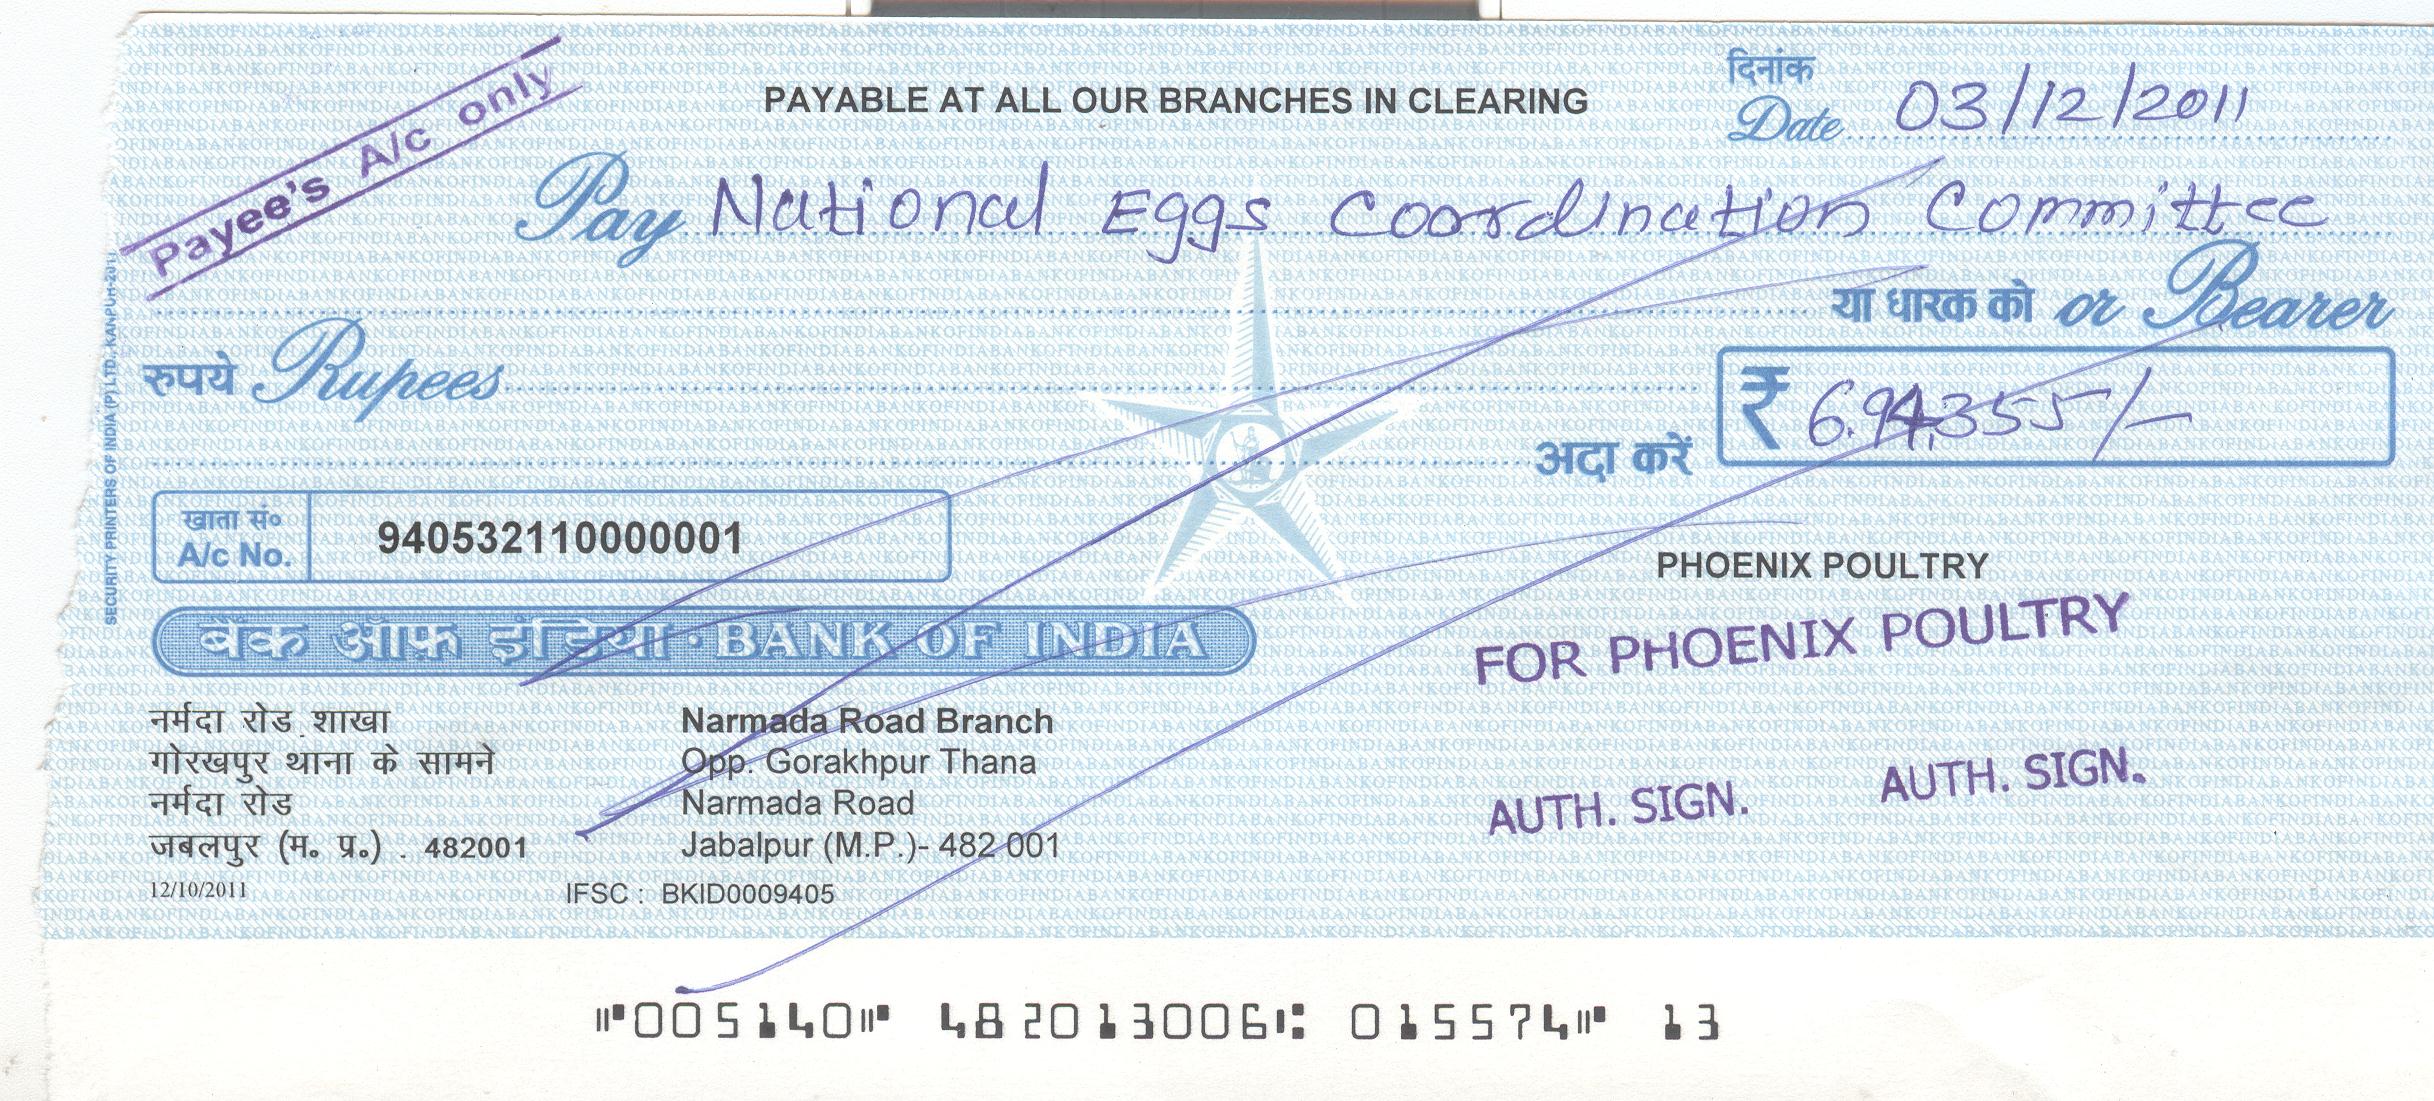 Payee's A/c only
PAYABLE AT ALL OUR BRANCHES IN CLEARING
दिनांक
Date 03/12/2011
Pay National Eggs Coordination Committee
या धारक को or Bearer
रुपये Rupees
अदा करें ₹ 6,94,355/-
खाता सं०
A/c No. 940532110000001
PHOENIX POULTRY
बैंक ऑफ़ इंडिया · BANK OF INDIA
FOR PHOENIX POULTRY
नर्मदा रोड शाखा
गोरखपुर थाना के सामने
नर्मदा रोड
जबलपुर (म. प्र.) . 482001
Narmada Road Branch
Opp. Gorakhpur Thana
Narmada Road
Jabalpur (M.P.)- 482 001
AUTH. SIGN. AUTH. SIGN.
12/10/2011
IFSC : BKID0009405
SECURITY PRINTERS OF INDIA (P) LTD., KANPUR-2011
⑈005140⑈ 482013006⑆ 015574⑈ 13